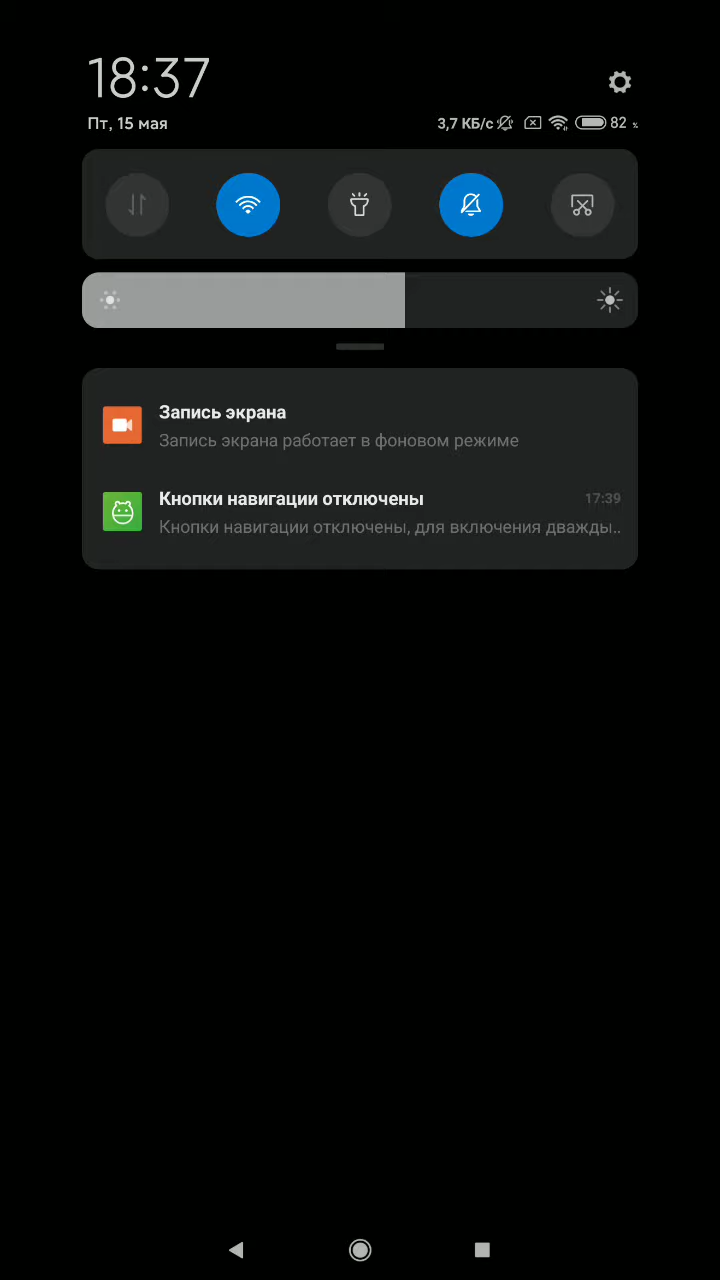 18:37
Пт, 15 мая
3,7 КБ/с 82 %
Запись экрана
Запись экрана работает в фоновом режиме
Кнопки навигации отключены 17:39
Кнопки навигации отключены, для включения дважды..